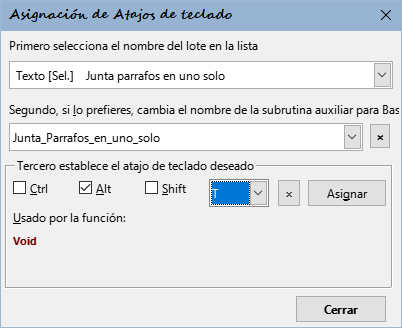 Asignación de Atajos de teclado
Primero selecciona el nombre del lote en la lista
Texto [Sel.] Junta parrafos en uno solo
Segundo, si lo prefieres, cambia el nombre de la subrutina auxiliar para Bas
Junta_Parrafos_en_uno_solo
Tercero establece el atajo de teclado deseado
Ctrl Alt Shift T × Asignar
Usado por la función:
Void
Cerrar